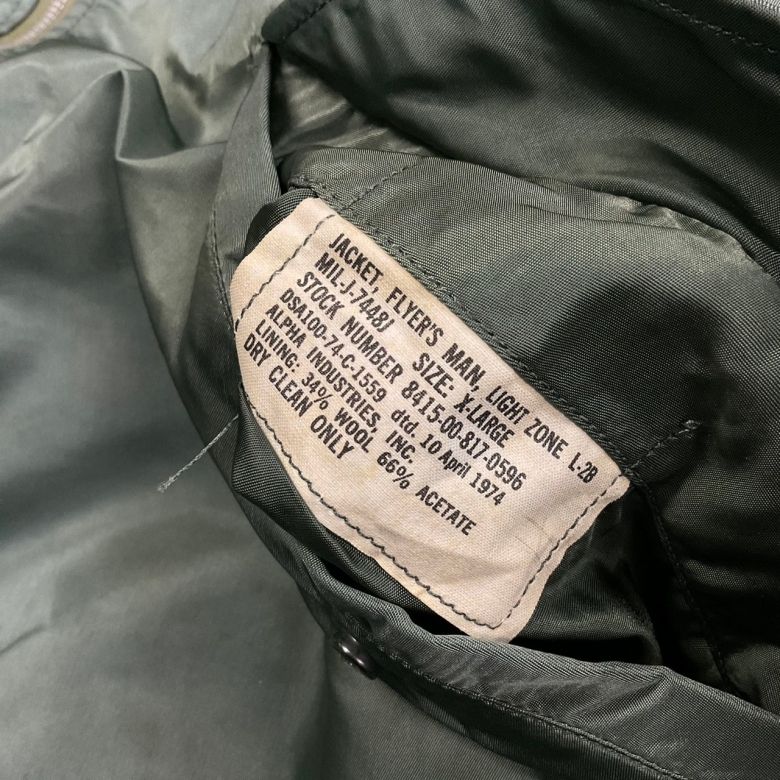 JACKET, FLYER'S MAN, LIGHT ZONE L-2B
MIL-J-7448J SIZE: X-LARGE
STOCK NUMBER 8415-00-817-0596
DSA100-74-C-1559 dtd. 10 April 1974
ALPHA INDUSTRIES, INC.
LINING: 34% WOOL 66% ACETATE
DRY CLEAN ONLY